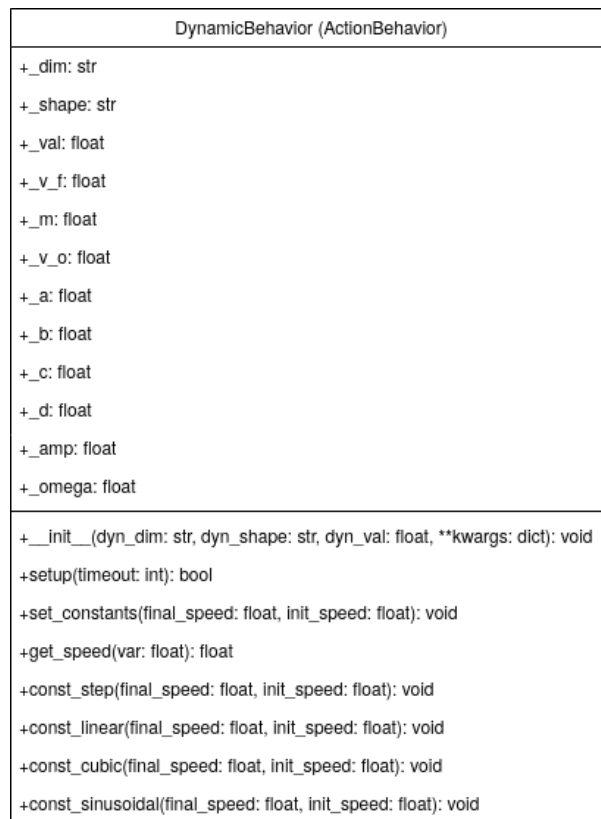 DynamicBehavior (ActionBehavior)
+_dim: str
+_shape: str
+_val: float
+_v_f: float
+_m: float
+_v_o: float
+_a: float
+_b: float
+_c: float
+_d: float
+_amp: float
+_omega: float
+__init__(dyn_dim: str, dyn_shape: str, dyn_val: float, **kwargs: dict): void
+setup(timeout: int): bool
+set_constants(final_speed: float, init_speed: float): void
+get_speed(var: float): float
+const_step(final_speed: float, init_speed: float): void
+const_linear(final_speed: float, init_speed: float): void
+const_cubic(final_speed: float, init_speed: float): void
+const_sinusoidal(final_speed: float, init_speed: float): void